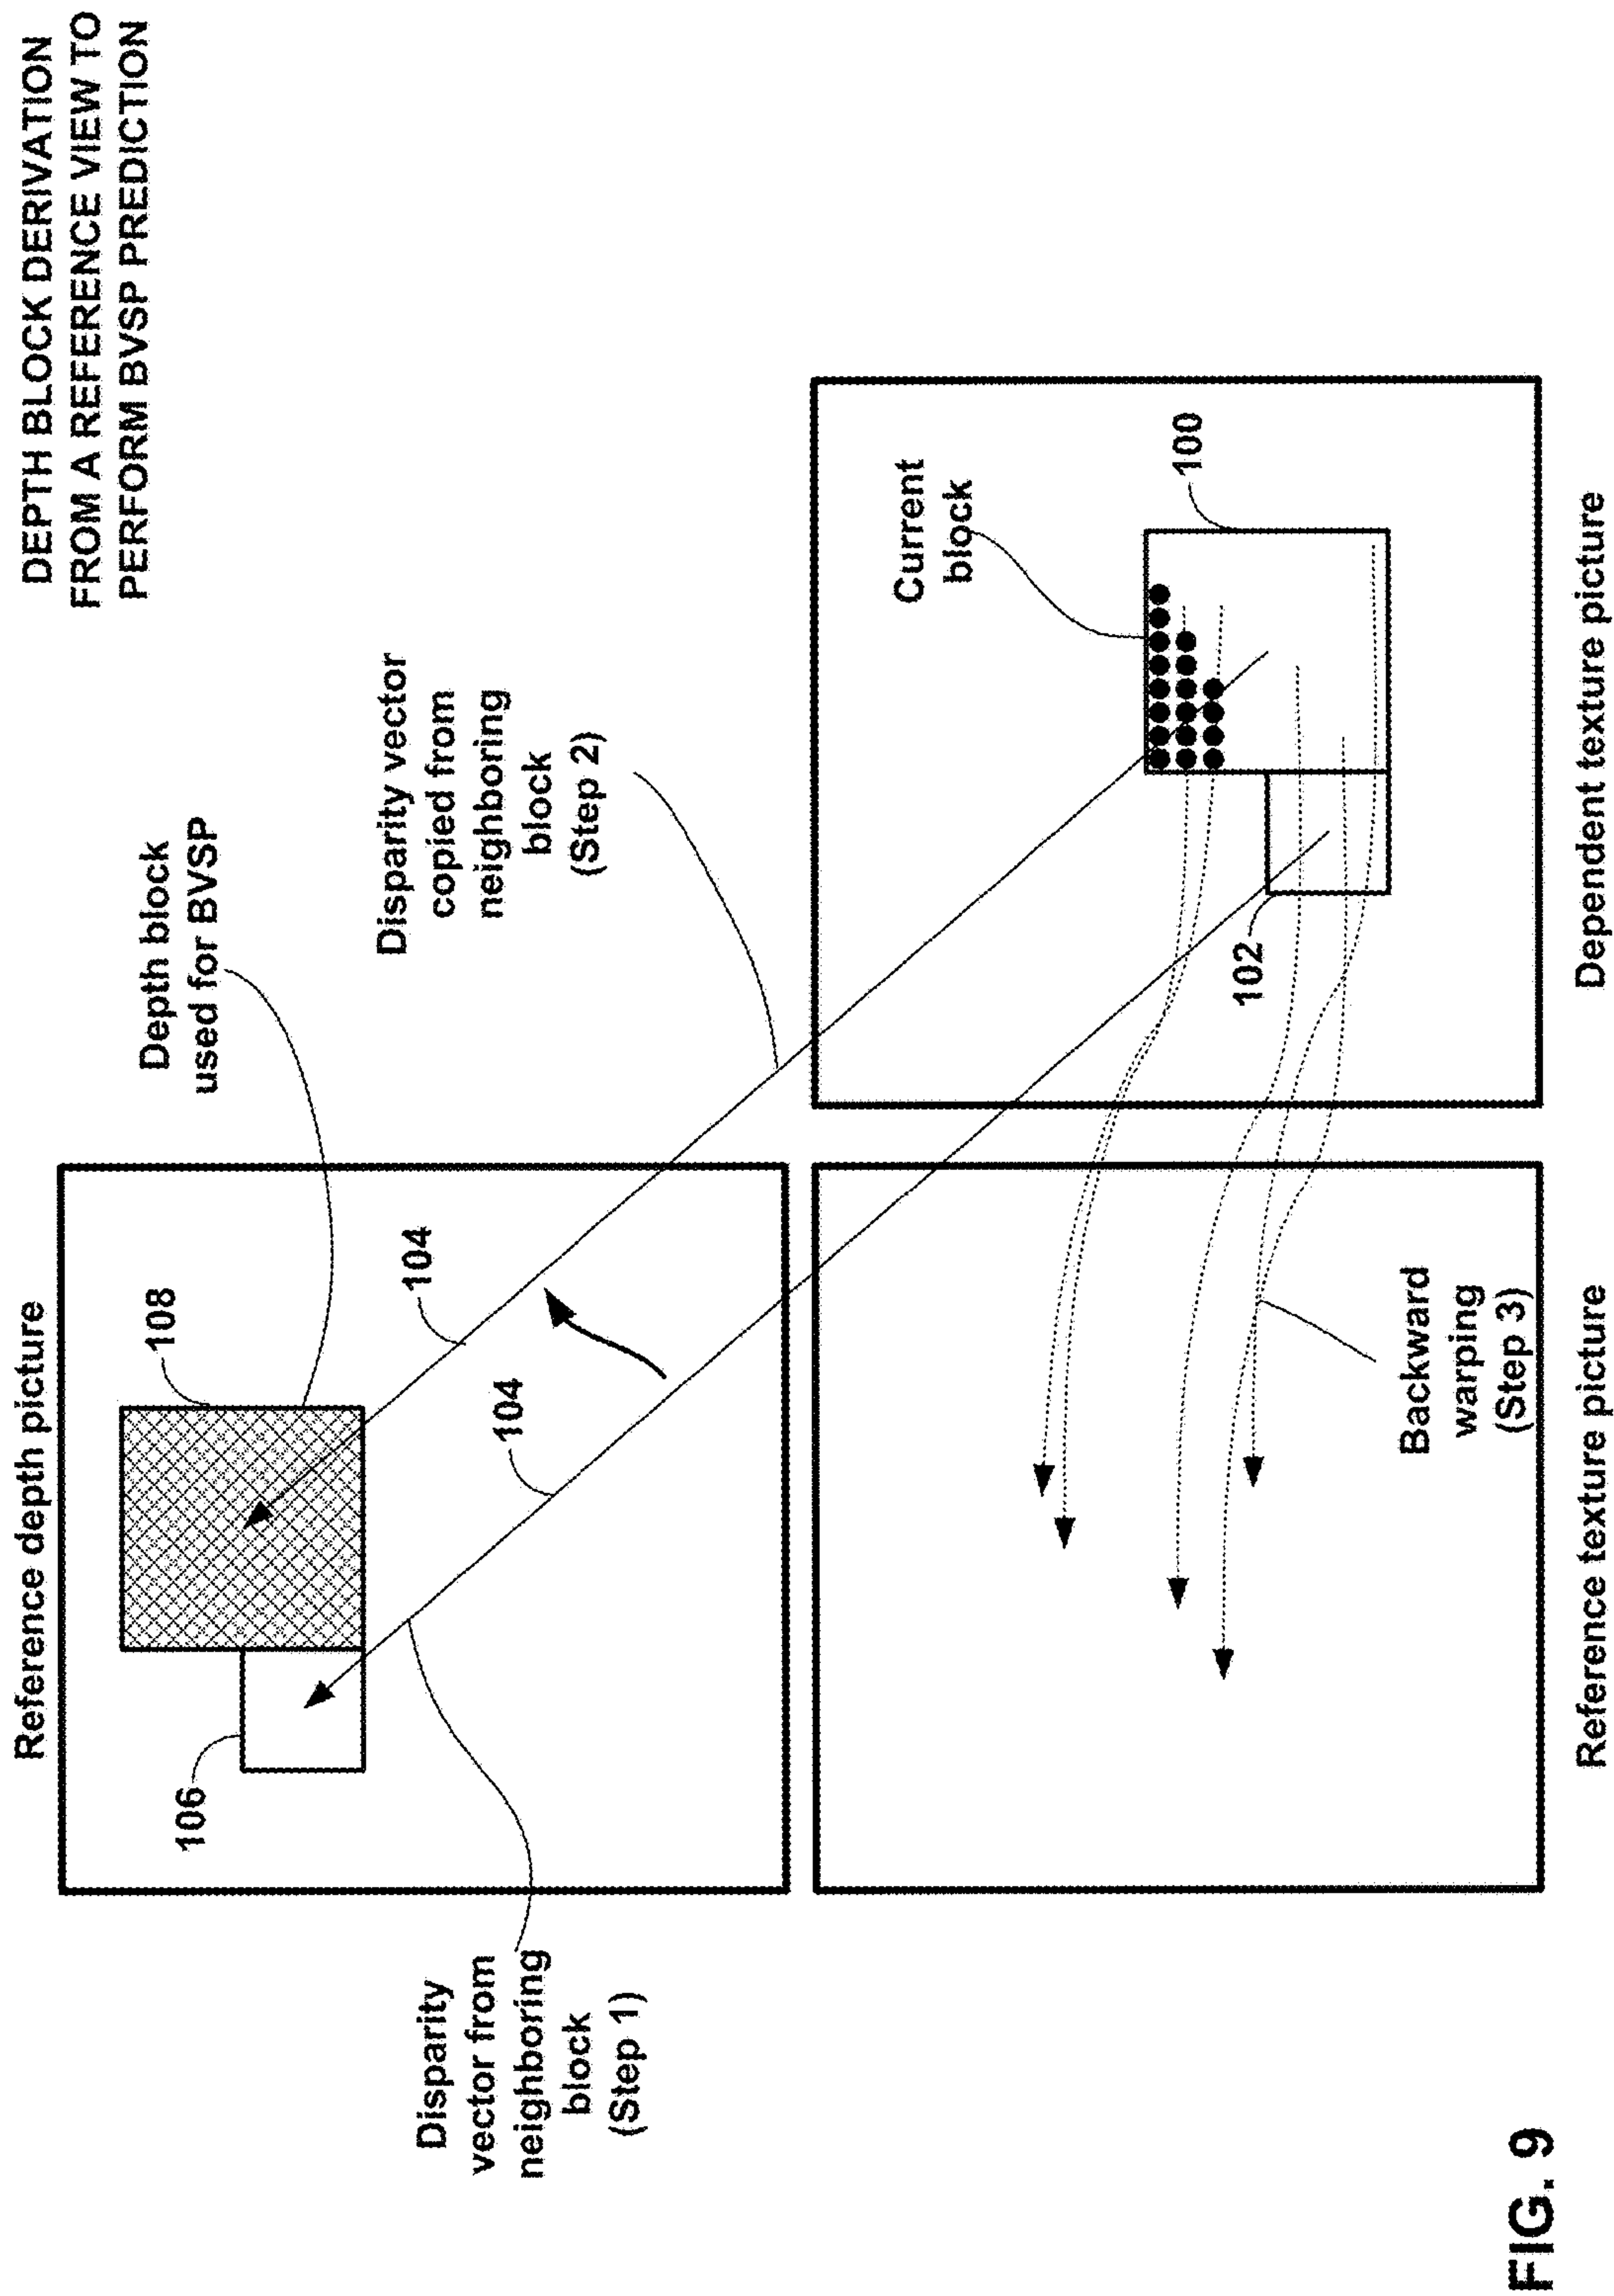 DEPTH BLOCK DERIVATION
FROM A REFERENCE VIEW TO
PERFORM BVSP PREDICTION
Reference depth picture
Depth block
used for BVSP
108
106
104
104
Disparity vector
copied from
neighboring
block
(Step 2)
Disparity
vector from
neighboring
block
(Step 1)
Current
block
100
102
Backward
warping
(Step 3)
Reference texture picture
Dependent texture picture
FIG. 9